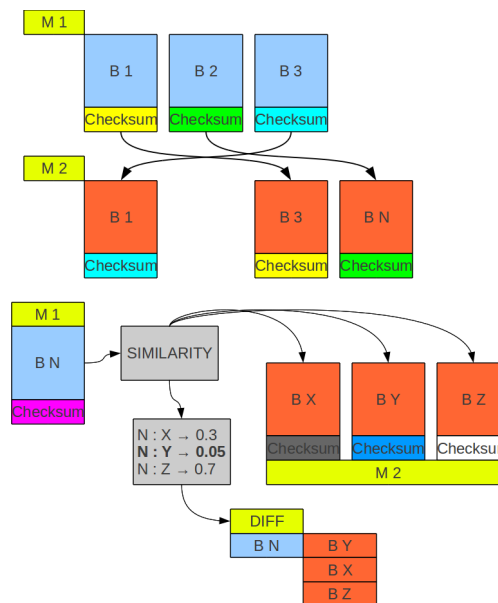 M 1
B 1
B 2
B 3
Checksum
Checksum
Checksum
M 2
B 1
B 3
B N
Checksum
Checksum
Checksum
M 1
B N
Checksum
SIMILARITY
B X
B Y
B Z
Checksum
Checksum
Checksum
M 2
N : X → 0.3
N : Y → 0.05
N : Z → 0.7
DIFF
B N
B Y
B X
B Z